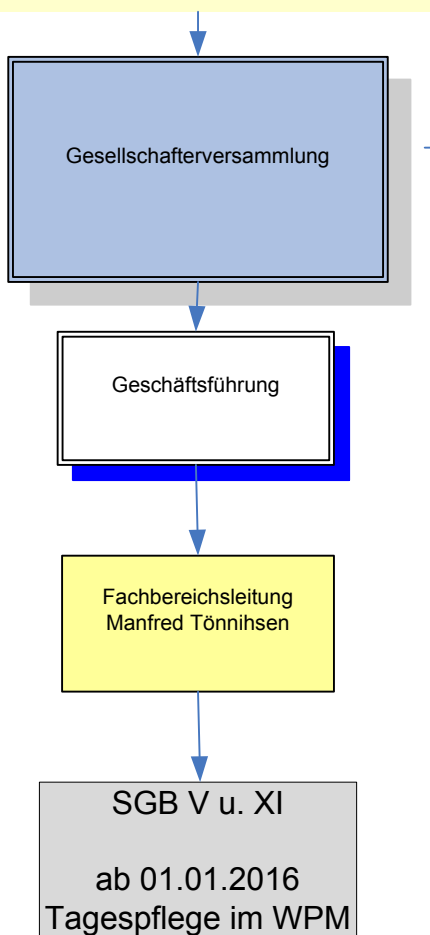 Gesellschafterversammlung
Geschäftsführung
Fachbereichsleitung
Manfred Tönnihsen
SGB V u. XI
ab 01.01.2016
Tagespflege im WPM